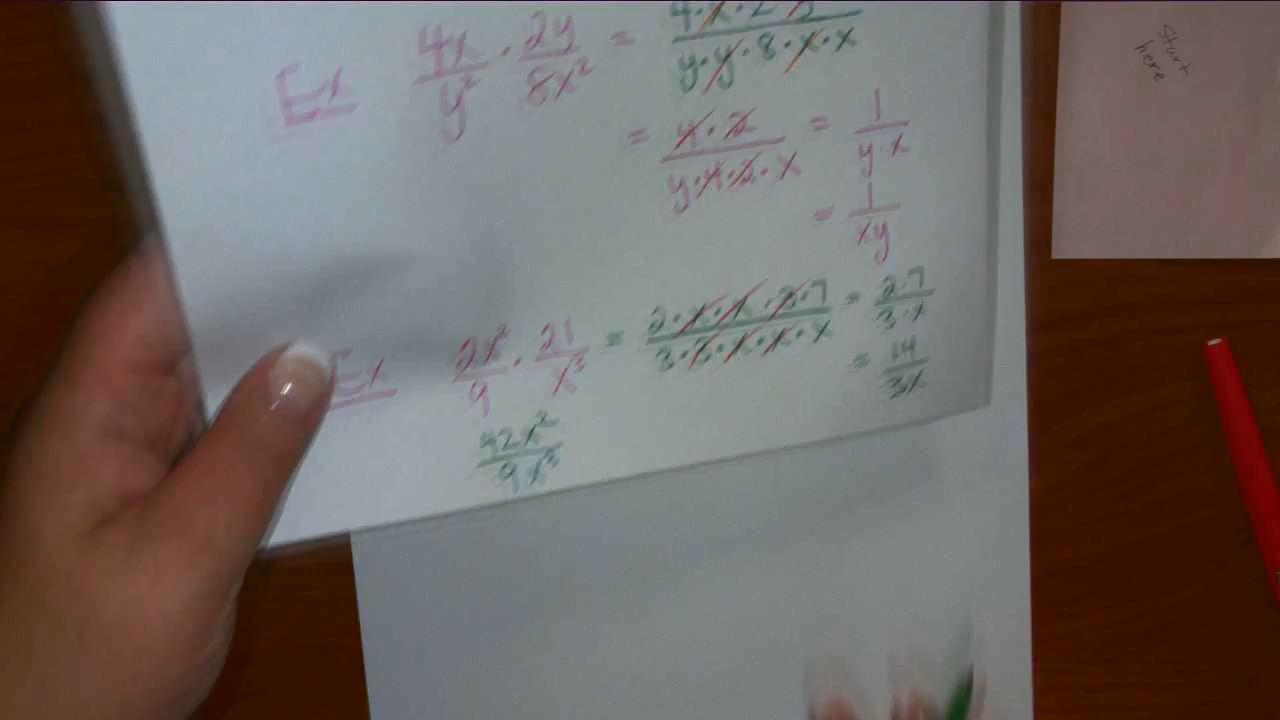 Ex 4x/y² · 2y/8x² = 4·x·2·y/y·y·8·x·x
= 4·2/y·4·2·x = 1/y·x
= 1/xy
Ex 2x²/9 · 21/x³ = 2·x·x·3·7/3·3·x·x·x = 2·7/3·x
= 14/3x
42x²/9x³
Start
here